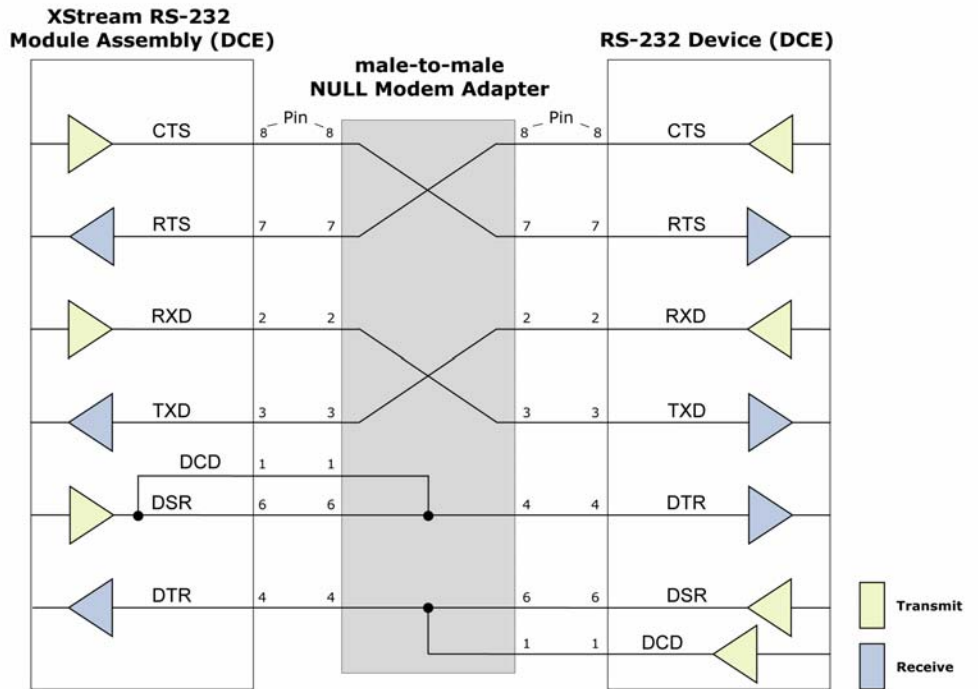 XStream RS-232
Module Assembly (DCE)
RS-232 Device (DCE)
male-to-male
NULL Modem Adapter
CTS 8 Pin 8 8 Pin 8 CTS
RTS 7 7 7 7 RTS
RXD 2 2 2 2 RXD
TXD 3 3 3 3 TXD
DCD 1 1
DSR 6 6 4 4 DTR
DTR 4 4 6 6 DSR
1 1 DCD
Transmit
Receive